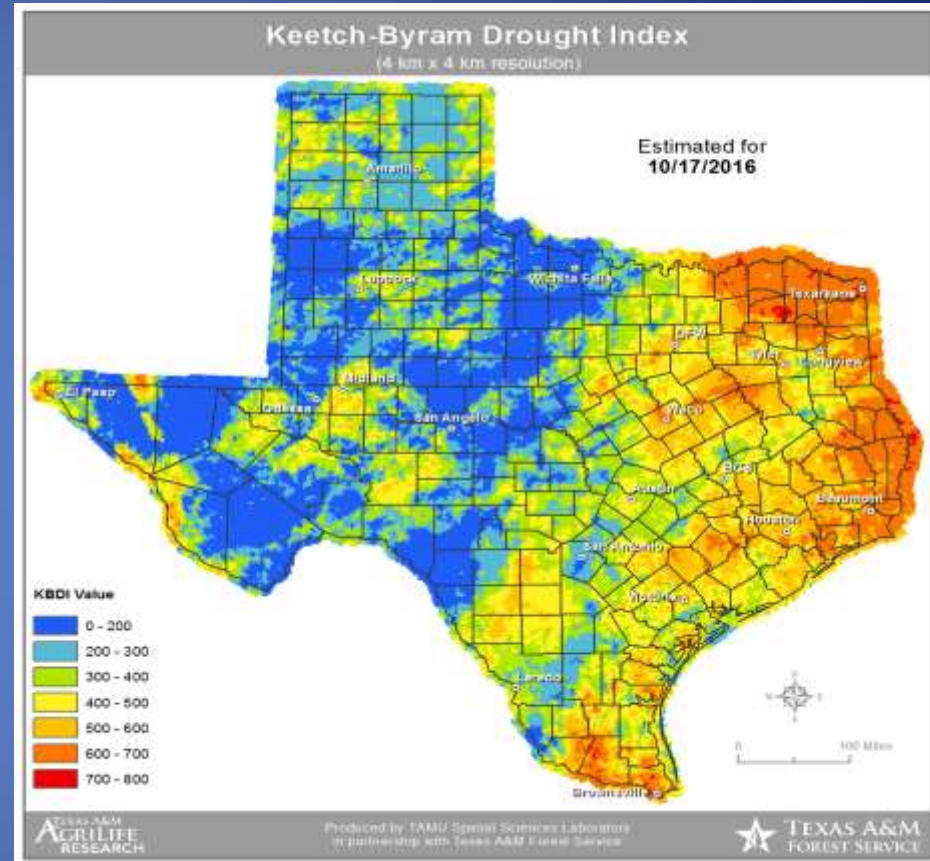 Keetch-Byram Drought Index
(4 km x 4 km resolution)
Estimated for
10/17/2016
Amarillo
Lubbock
Wichita Falls
Texarkana
DFW
Tyler
Longview
El Paso
Midland
Odessa
San Angelo
Waco
BCS
Austin
Beaumont
Houston
San Antonio
Victoria
Laredo
Brownsville
KBDI Value
0 - 200
200 - 300
300 - 400
400 - 500
500 - 600
600 - 700
700 - 800
N
W
E
S
0
100 Miles
TEXAS A&M
AGRILIFE
RESEARCH
Produced by TAMU Spatial Sciences Laboratory
in partnership with Texas A&M Forest Service
TEXAS A&M
FOREST SERVICE